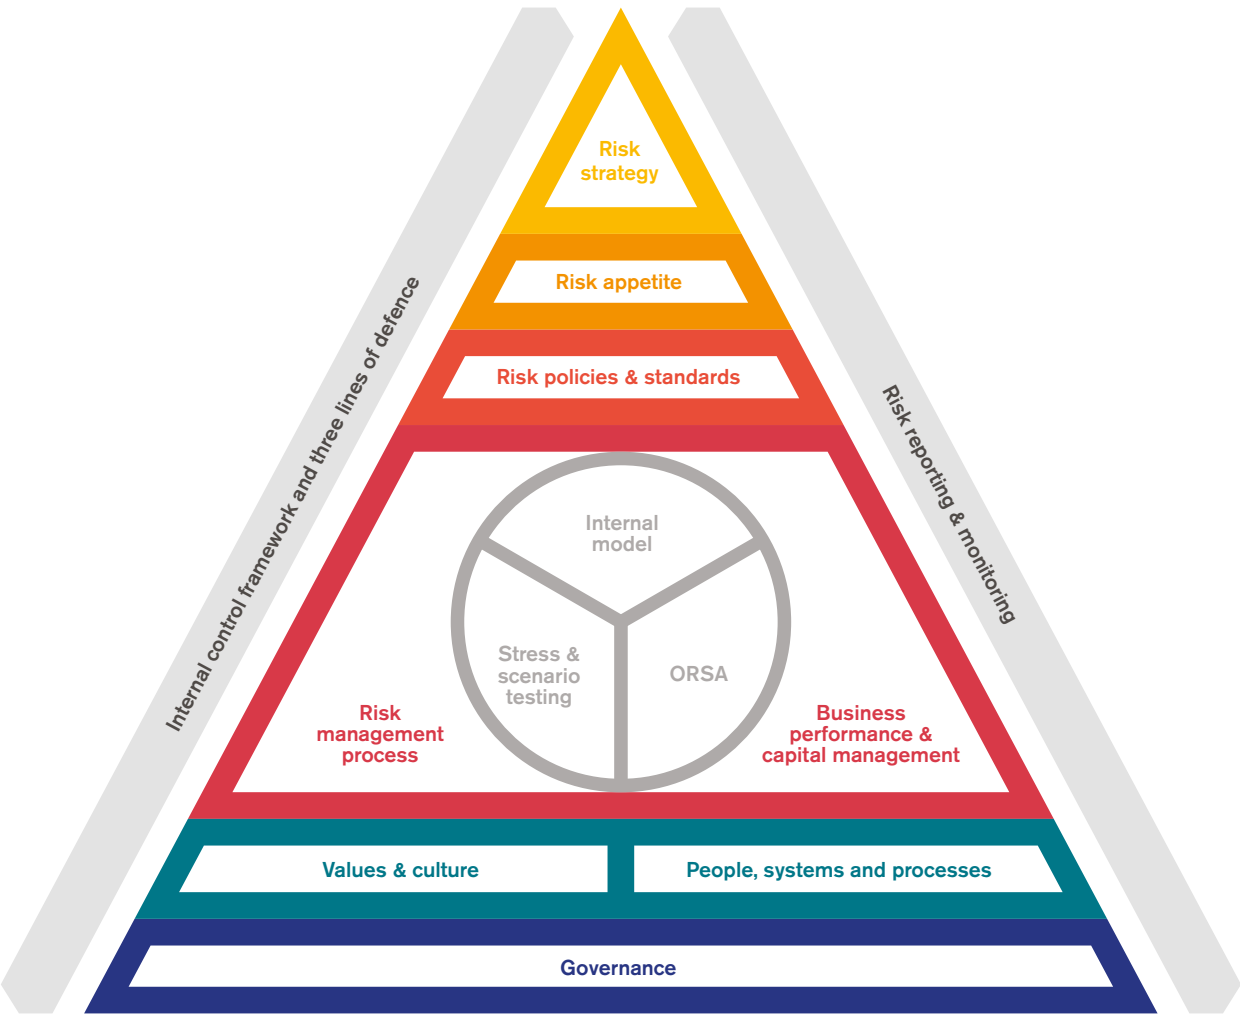 Risk
strategy
Risk appetite
Risk policies & standards
Internal control framework and three lines of defence
Risk reporting & monitoring
Internal
model
Stress &
scenario
testing
ORSA
Risk
management
process
Business
performance &
capital management
Values & culture
People, systems and processes
Governance